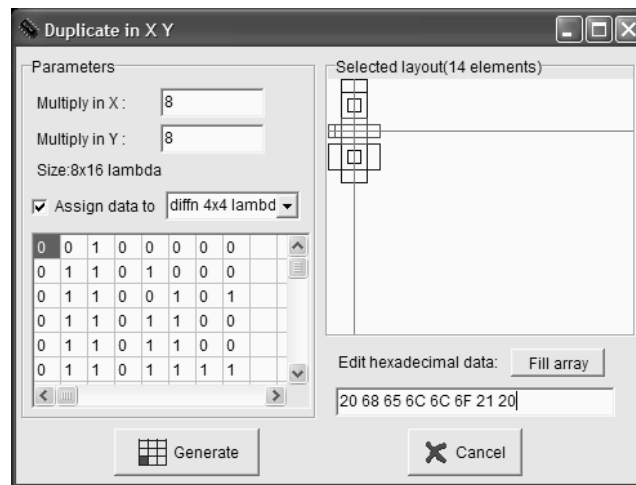 Duplicate in X Y
Parameters
Multiply in X : 8
Multiply in Y : 8
Size:8x16 lambda
Assign data to diffn 4x4 lambd
0 0 1 0 0 0 0 0
0 1 1 0 1 0 0 0
0 1 1 0 0 1 0 1
0 1 1 0 1 1 0 0
0 1 1 0 1 1 0 0
0 1 1 0 1 1 1 1
Generate
Selected layout(14 elements)
Edit hexadecimal data: Fill array
20 68 65 6C 6C 6F 21 20
Cancel